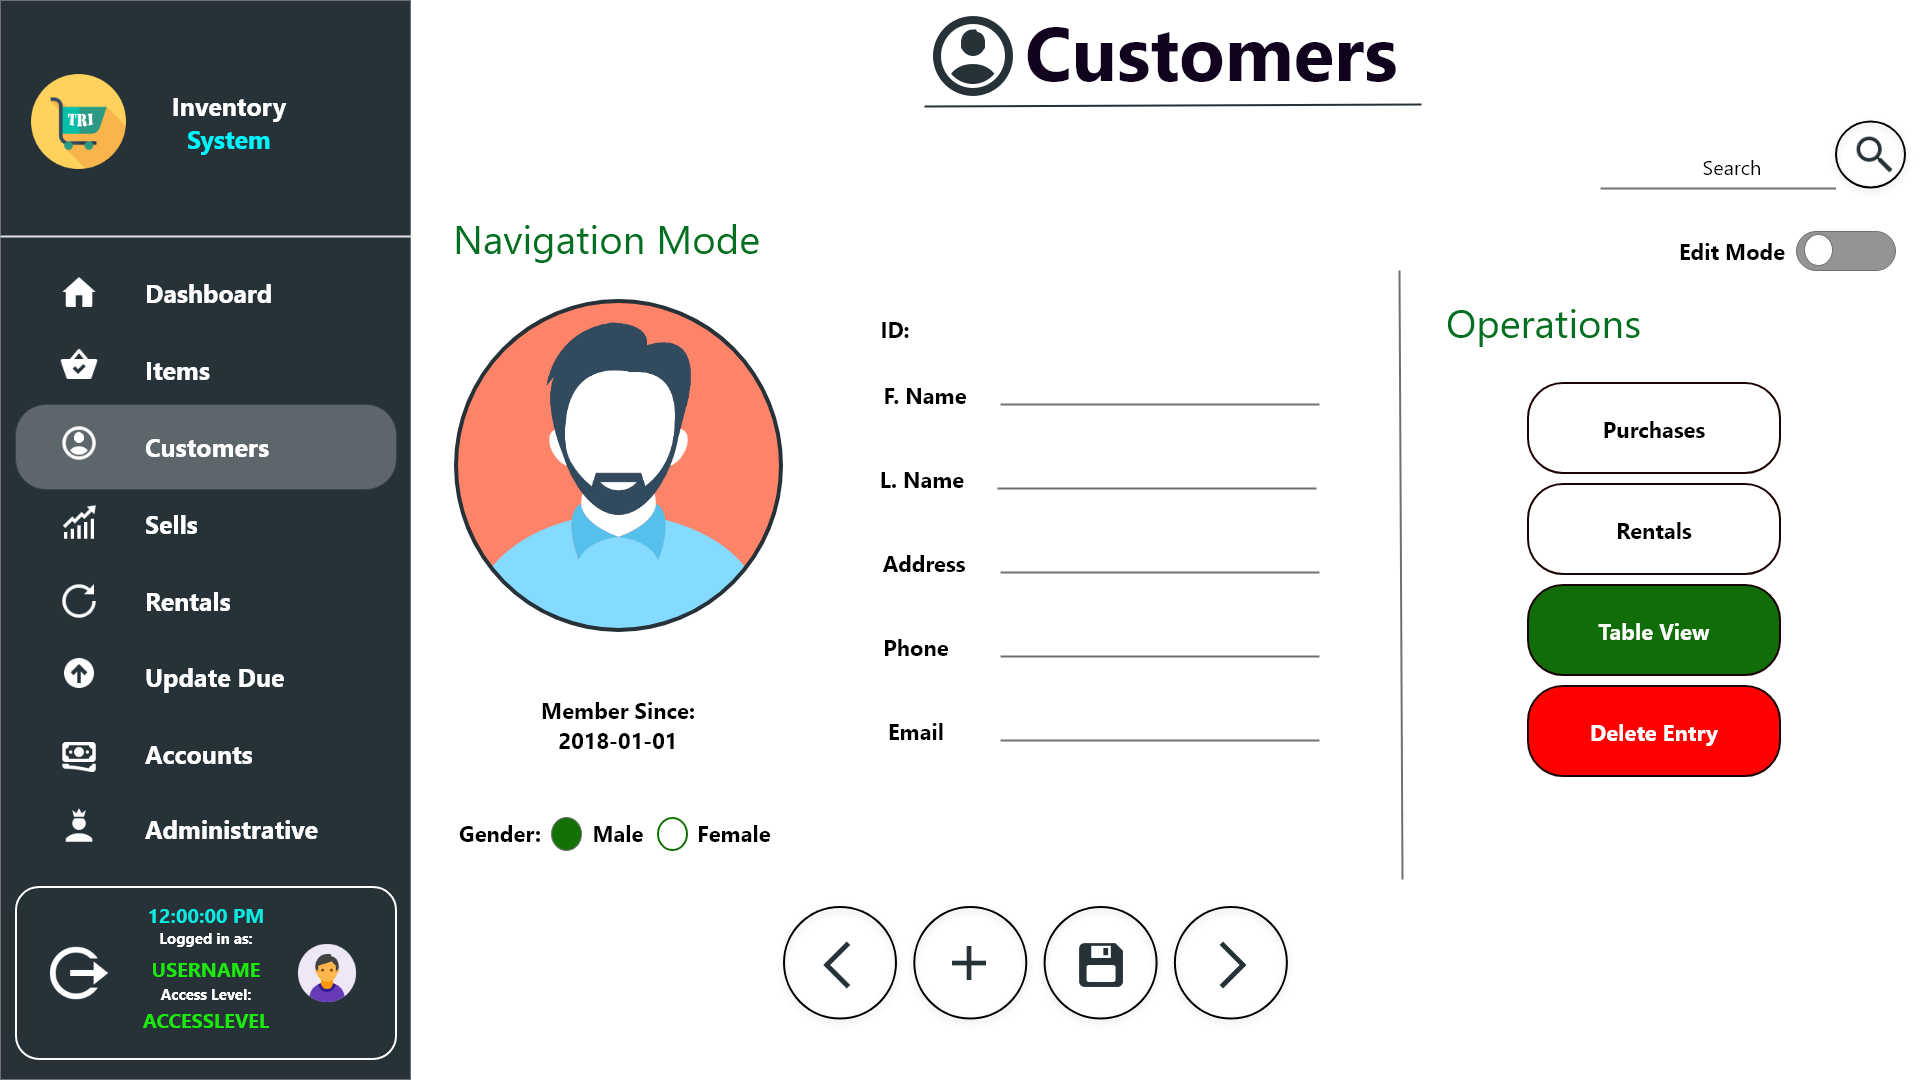 TRI
Inventory
System
Dashboard
Items
Customers
Sells
Rentals
Update Due
Accounts
Administrative
12:00:00 PM
Logged in as:
USERNAME
Access Level:
ACCESSLEVEL
Customers
Search
Navigation Mode
Edit Mode
ID:
F. Name
L. Name
Address
Phone
Email
Member Since:
2018-01-01
Gender: Male Female
Operations
Purchases
Rentals
Table View
Delete Entry